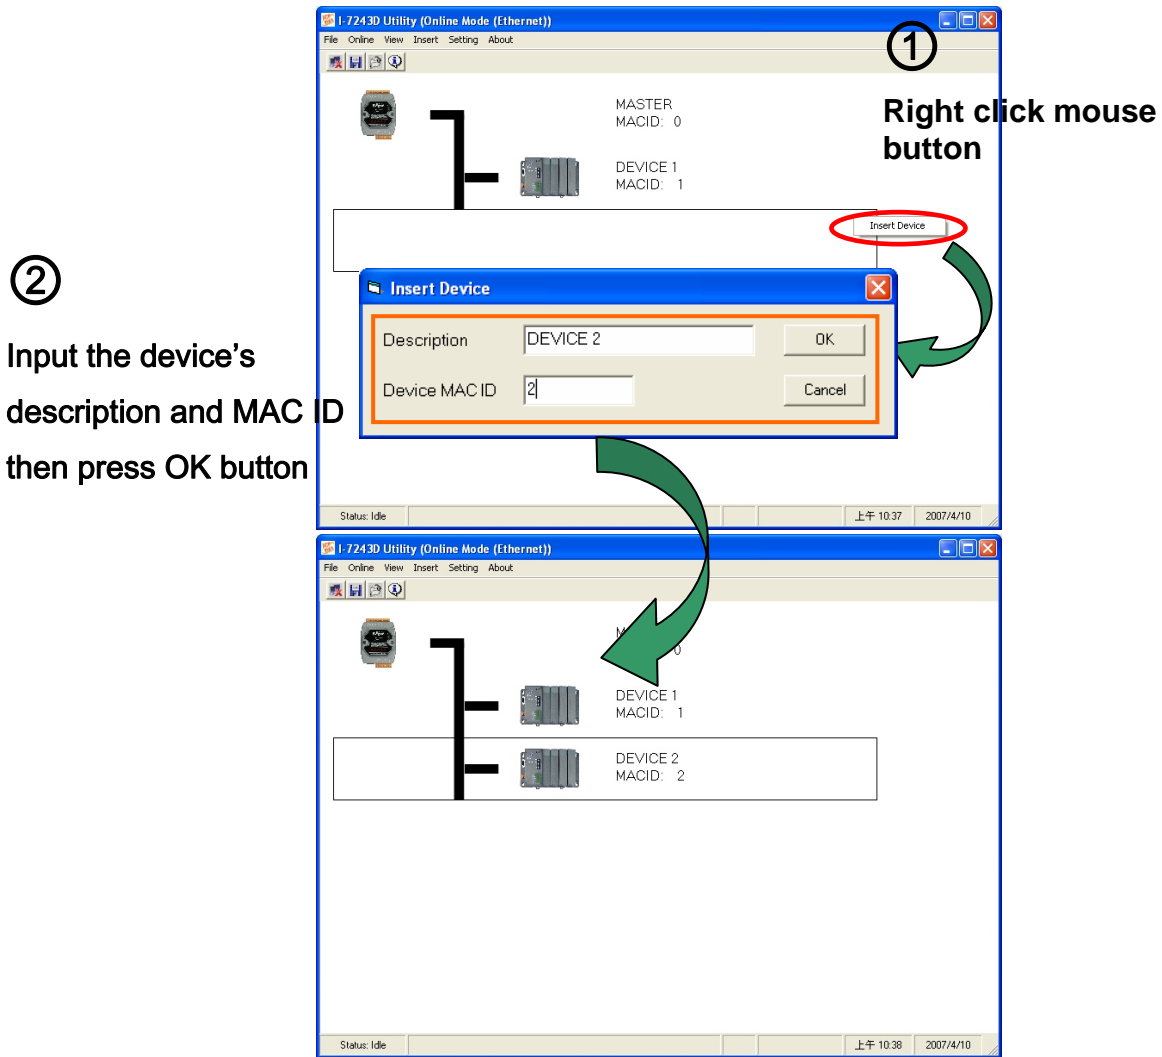 I-7243D Utility (Online Mode (Ethernet))
File Online View Insert Setting About
①
Right click mouse
button
MASTER
MACID: 0
DEVICE 1
MACID: 1
Insert Device
②
Input the device's
description and MAC ID
then press OK button
Insert Device
Description DEVICE 2 OK
Device MAC ID 2 Cancel
Status: Idle 上午 10:37 2007/4/10
I-7243D Utility (Online Mode (Ethernet))
File Online View Insert Setting About
0
DEVICE 1
MACID: 1
DEVICE 2
MACID: 2
Status: Idle 上午 10:38 2007/4/10